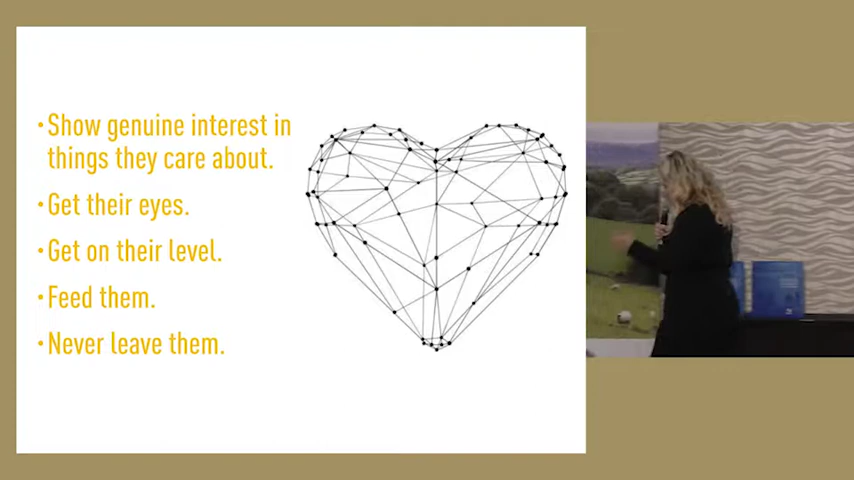 • Show genuine interest in
things they care about.
• Get their eyes.
• Get on their level.
• Feed them.
• Never leave them.